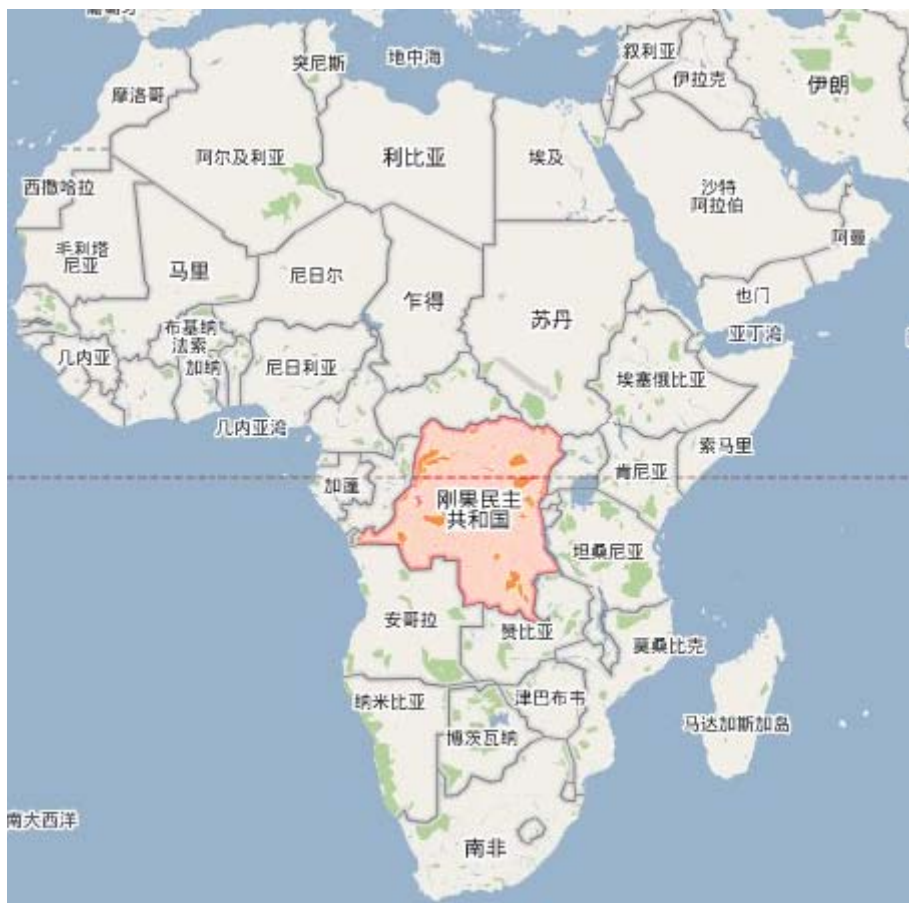 突尼斯
地中海
叙利亚
伊拉克
伊朗
摩洛哥
阿尔及利亚
利比亚
埃及
西撒哈拉
沙特
阿拉伯
阿曼
毛利塔
尼亚
马里
尼日尔
乍得
苏丹
也门
亚丁湾
布基纳
法索
几内亚
加纳
尼日利亚
埃塞俄比亚
几内亚湾
索马里
加蓬
刚果民主
共和国
肯尼亚
坦桑尼亚
安哥拉
赞比亚
莫桑比克
纳米比亚
津巴布韦
博茨瓦纳
马达加斯加岛
南大西洋
南非